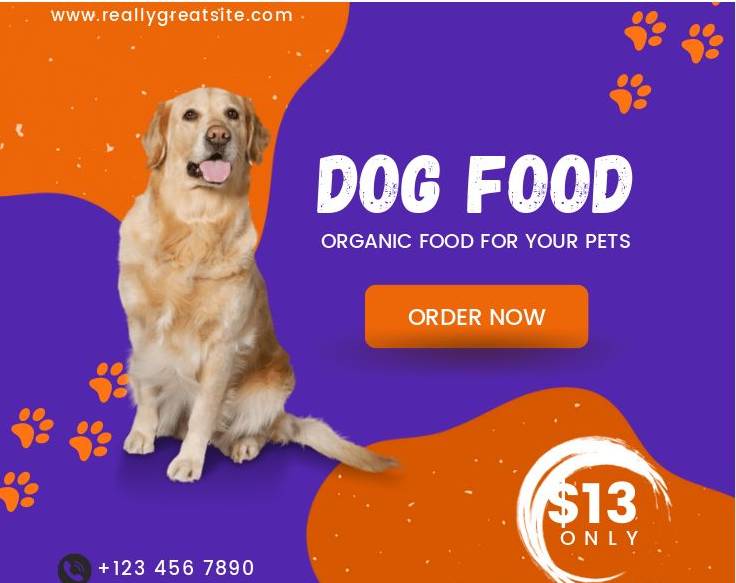 www.reallygreatsite.com
DOG FOOD
ORGANIC FOOD FOR YOUR PETS
ORDER NOW
$13
ONLY
+123 456 7890